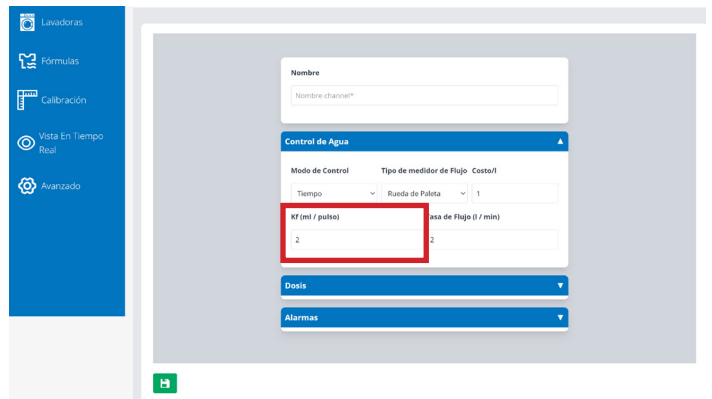 Lavadoras
Fórmulas
Calibración
Vista En Tiempo
Real
Avanzado
Nombre
Nombre channel*
Control de Agua ▲
Modo de Control Tipo de medidor de Flujo Costo/l
Tiempo Rueda de Paleta 1
Kf (ml / pulso) asa de Flujo (l / min)
2 2
Dosis ▼
Alarmas ▼